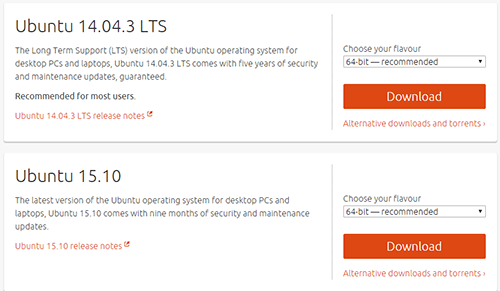 Ubuntu 14.04.3 LTS
The Long Term Support (LTS) version of the Ubuntu operating system for
desktop PCs and laptops, Ubuntu 14.04.3 LTS comes with five years of security
and maintenance updates, guaranteed.
Recommended for most users.
Ubuntu 14.04.3 LTS release notes
Choose your flavour
64-bit — recommended
Download
Alternative downloads and torrents ›
Ubuntu 15.10
The latest version of the Ubuntu operating system for desktop PCs and
laptops, Ubuntu 15.10 comes with nine months of security and maintenance
updates.
Ubuntu 15.10 release notes
Choose your flavour
64-bit — recommended
Download
Alternative downloads and torrents ›